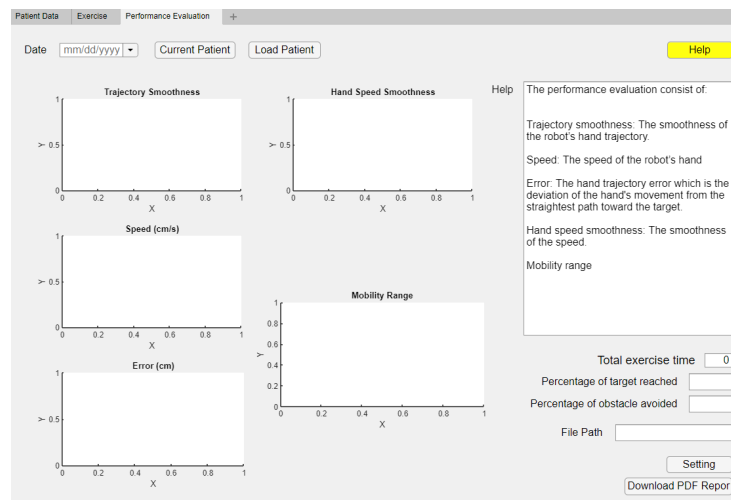 Patient Data Exercise Performance Evaluation +
Date mm/dd/yyyy Current Patient Load Patient Help
Trajectory Smoothness
1
0.5
0
Y
0 0.2 0.4 0.6 0.8 1
X
Hand Speed Smoothness
1
0.5
0
Y
0 0.2 0.4 0.6 0.8 1
X
Speed (cm/s)
1
0.5
0
Y
0 0.2 0.4 0.6 0.8 1
X
Mobility Range
1
0.8
0.6
0.4
0.2
0
Y
0 0.2 0.4 0.6 0.8 1
X
Error (cm)
1
0.5
0
Y
0 0.2 0.4 0.6 0.8 1
X
Help
The performance evaluation consist of:
Trajectory smoothness: The smoothness of
the robot's hand trajectory.
Speed: The speed of the robot's hand
Error: The hand trajectory error which is the
deviation of the hand's movement from the
straightest path toward the target.
Hand speed smoothness: The smoothness
of the speed.
Mobility range
Total exercise time 0
Percentage of target reached
Percentage of obstacle avoided
File Path
Setting
Download PDF Repor